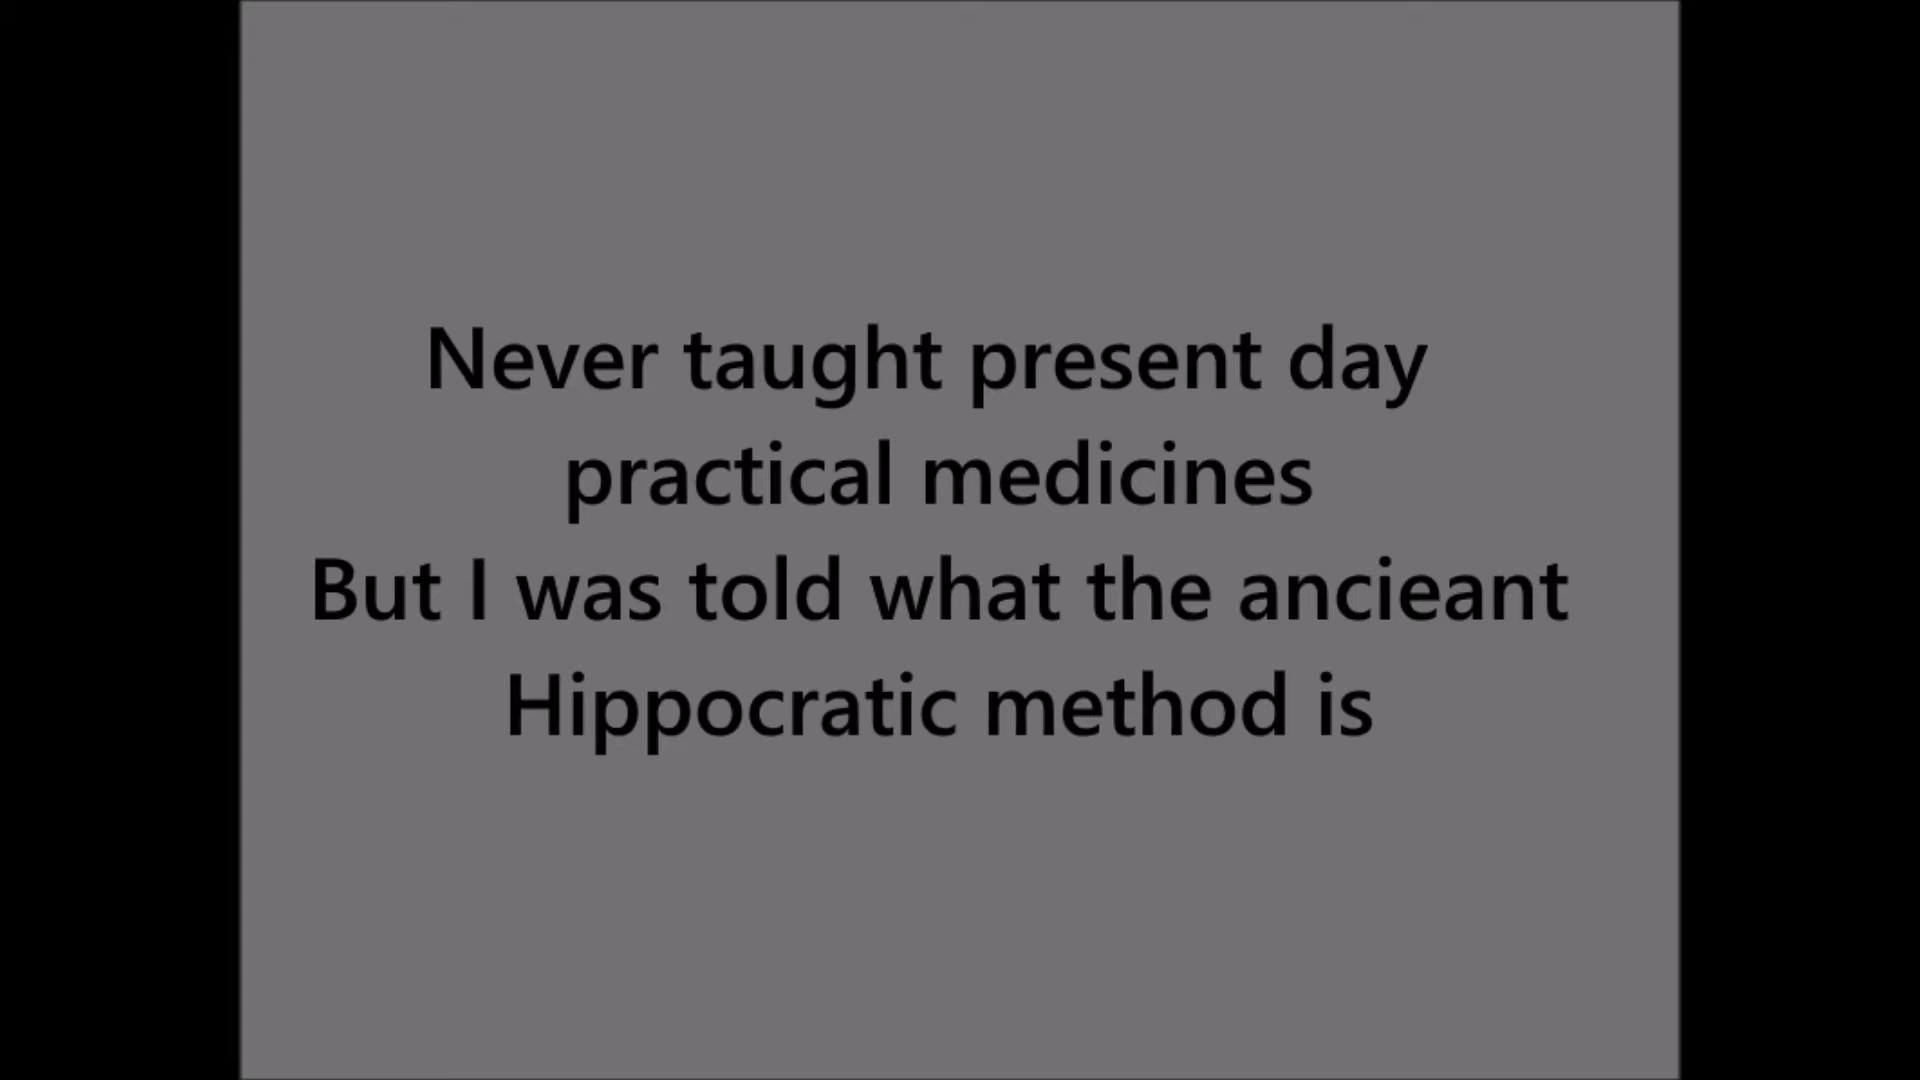 Never taught present day
practical medicines
But I was told what the ancieant
Hippocratic method is